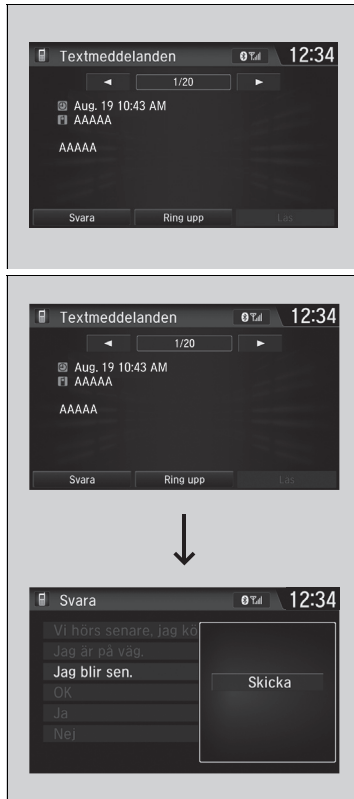 Textmeddelanden 12:34
◄ 1/20 ►
Aug. 19 10:43 AM
AAAAA
AAAAA
Svara Ring upp Läs
Textmeddelanden 12:34
◄ 1/20 ►
Aug. 19 10:43 AM
AAAAA
AAAAA
Svara Ring upp Läs
Svara 12:34
Vi hörs senare, jag kö
Jag är på väg.
Jag blir sen.
OK
Ja
Nej
Skicka